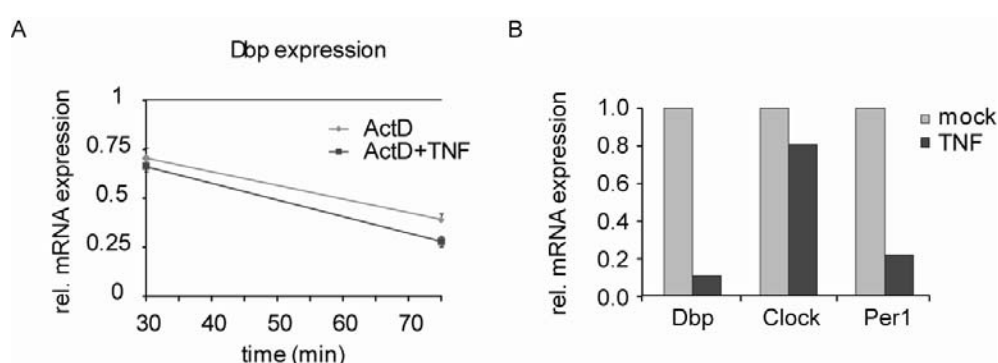 A
Dbp expression
rel. mRNA expression
1
0.75
0.5
0.25
0
ActD
ActD+TNF
30 40 50 60 70
time (min)
B
rel. mRNA expression
1.0
0.8
0.6
0.4
0.2
0.0
mock
TNF
Dbp Clock Per1